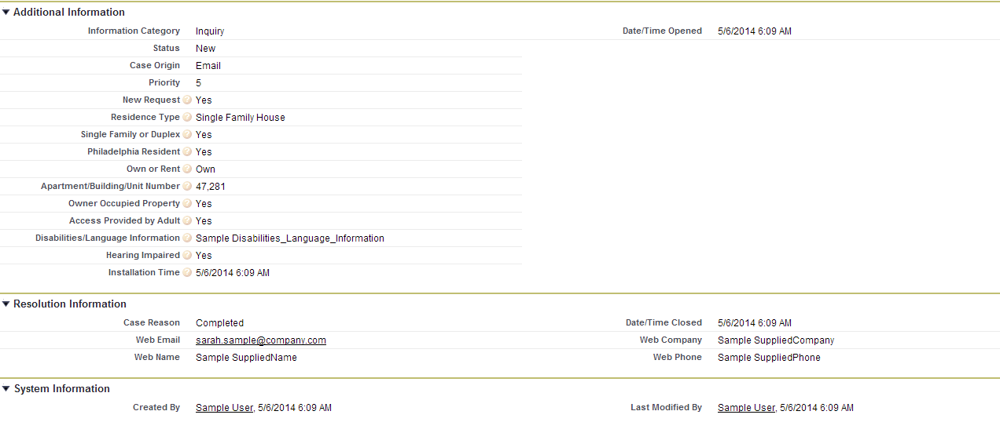 Additional Information
Information Category Inquiry Date/Time Opened 5/6/2014 6:09 AM
Status New
Case Origin Email
Priority 5
New Request ? Yes
Residence Type ? Single Family House
Single Family or Duplex ? Yes
Philadelphia Resident ? Yes
Own or Rent ? Own
Apartment/Building/Unit Number ? 47,281
Owner Occupied Property ? Yes
Access Provided by Adult ? Yes
Disabilities/Language Information ? Sample Disabilities_Language_Information
Hearing Impaired ? Yes
Installation Time ? 5/6/2014 6:09 AM
Resolution Information
Case Reason Completed Date/Time Closed 5/6/2014 6:09 AM
Web Email sarah.sample@company.com Web Company Sample SuppliedCompany
Web Name Sample SuppliedName Web Phone Sample SuppliedPhone
System Information
Created By Sample User, 5/6/2014 6:09 AM Last Modified By Sample User, 5/6/2014 6:09 AM